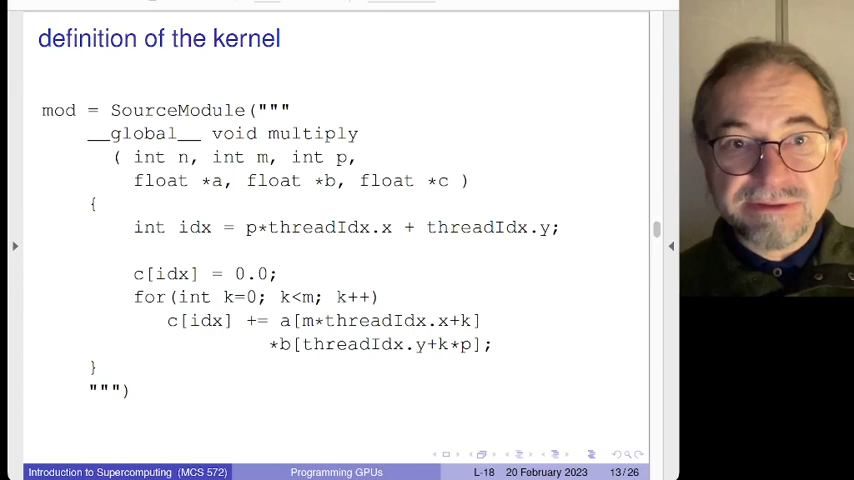 definition of the kernel
mod = SourceModule("""
__global__ void multiply
( int n, int m, int p,
float *a, float *b, float *c )
{
int idx = p*threadIdx.x + threadIdx.y;
c[idx] = 0.0;
for(int k=0; k<m; k++)
c[idx] += a[m*threadIdx.x+k]
*b[threadIdx.y+k*p];
}
""")
Introduction to Supercomputing (MCS 572) Programming GPUs L-18 20 February 2023 13/26